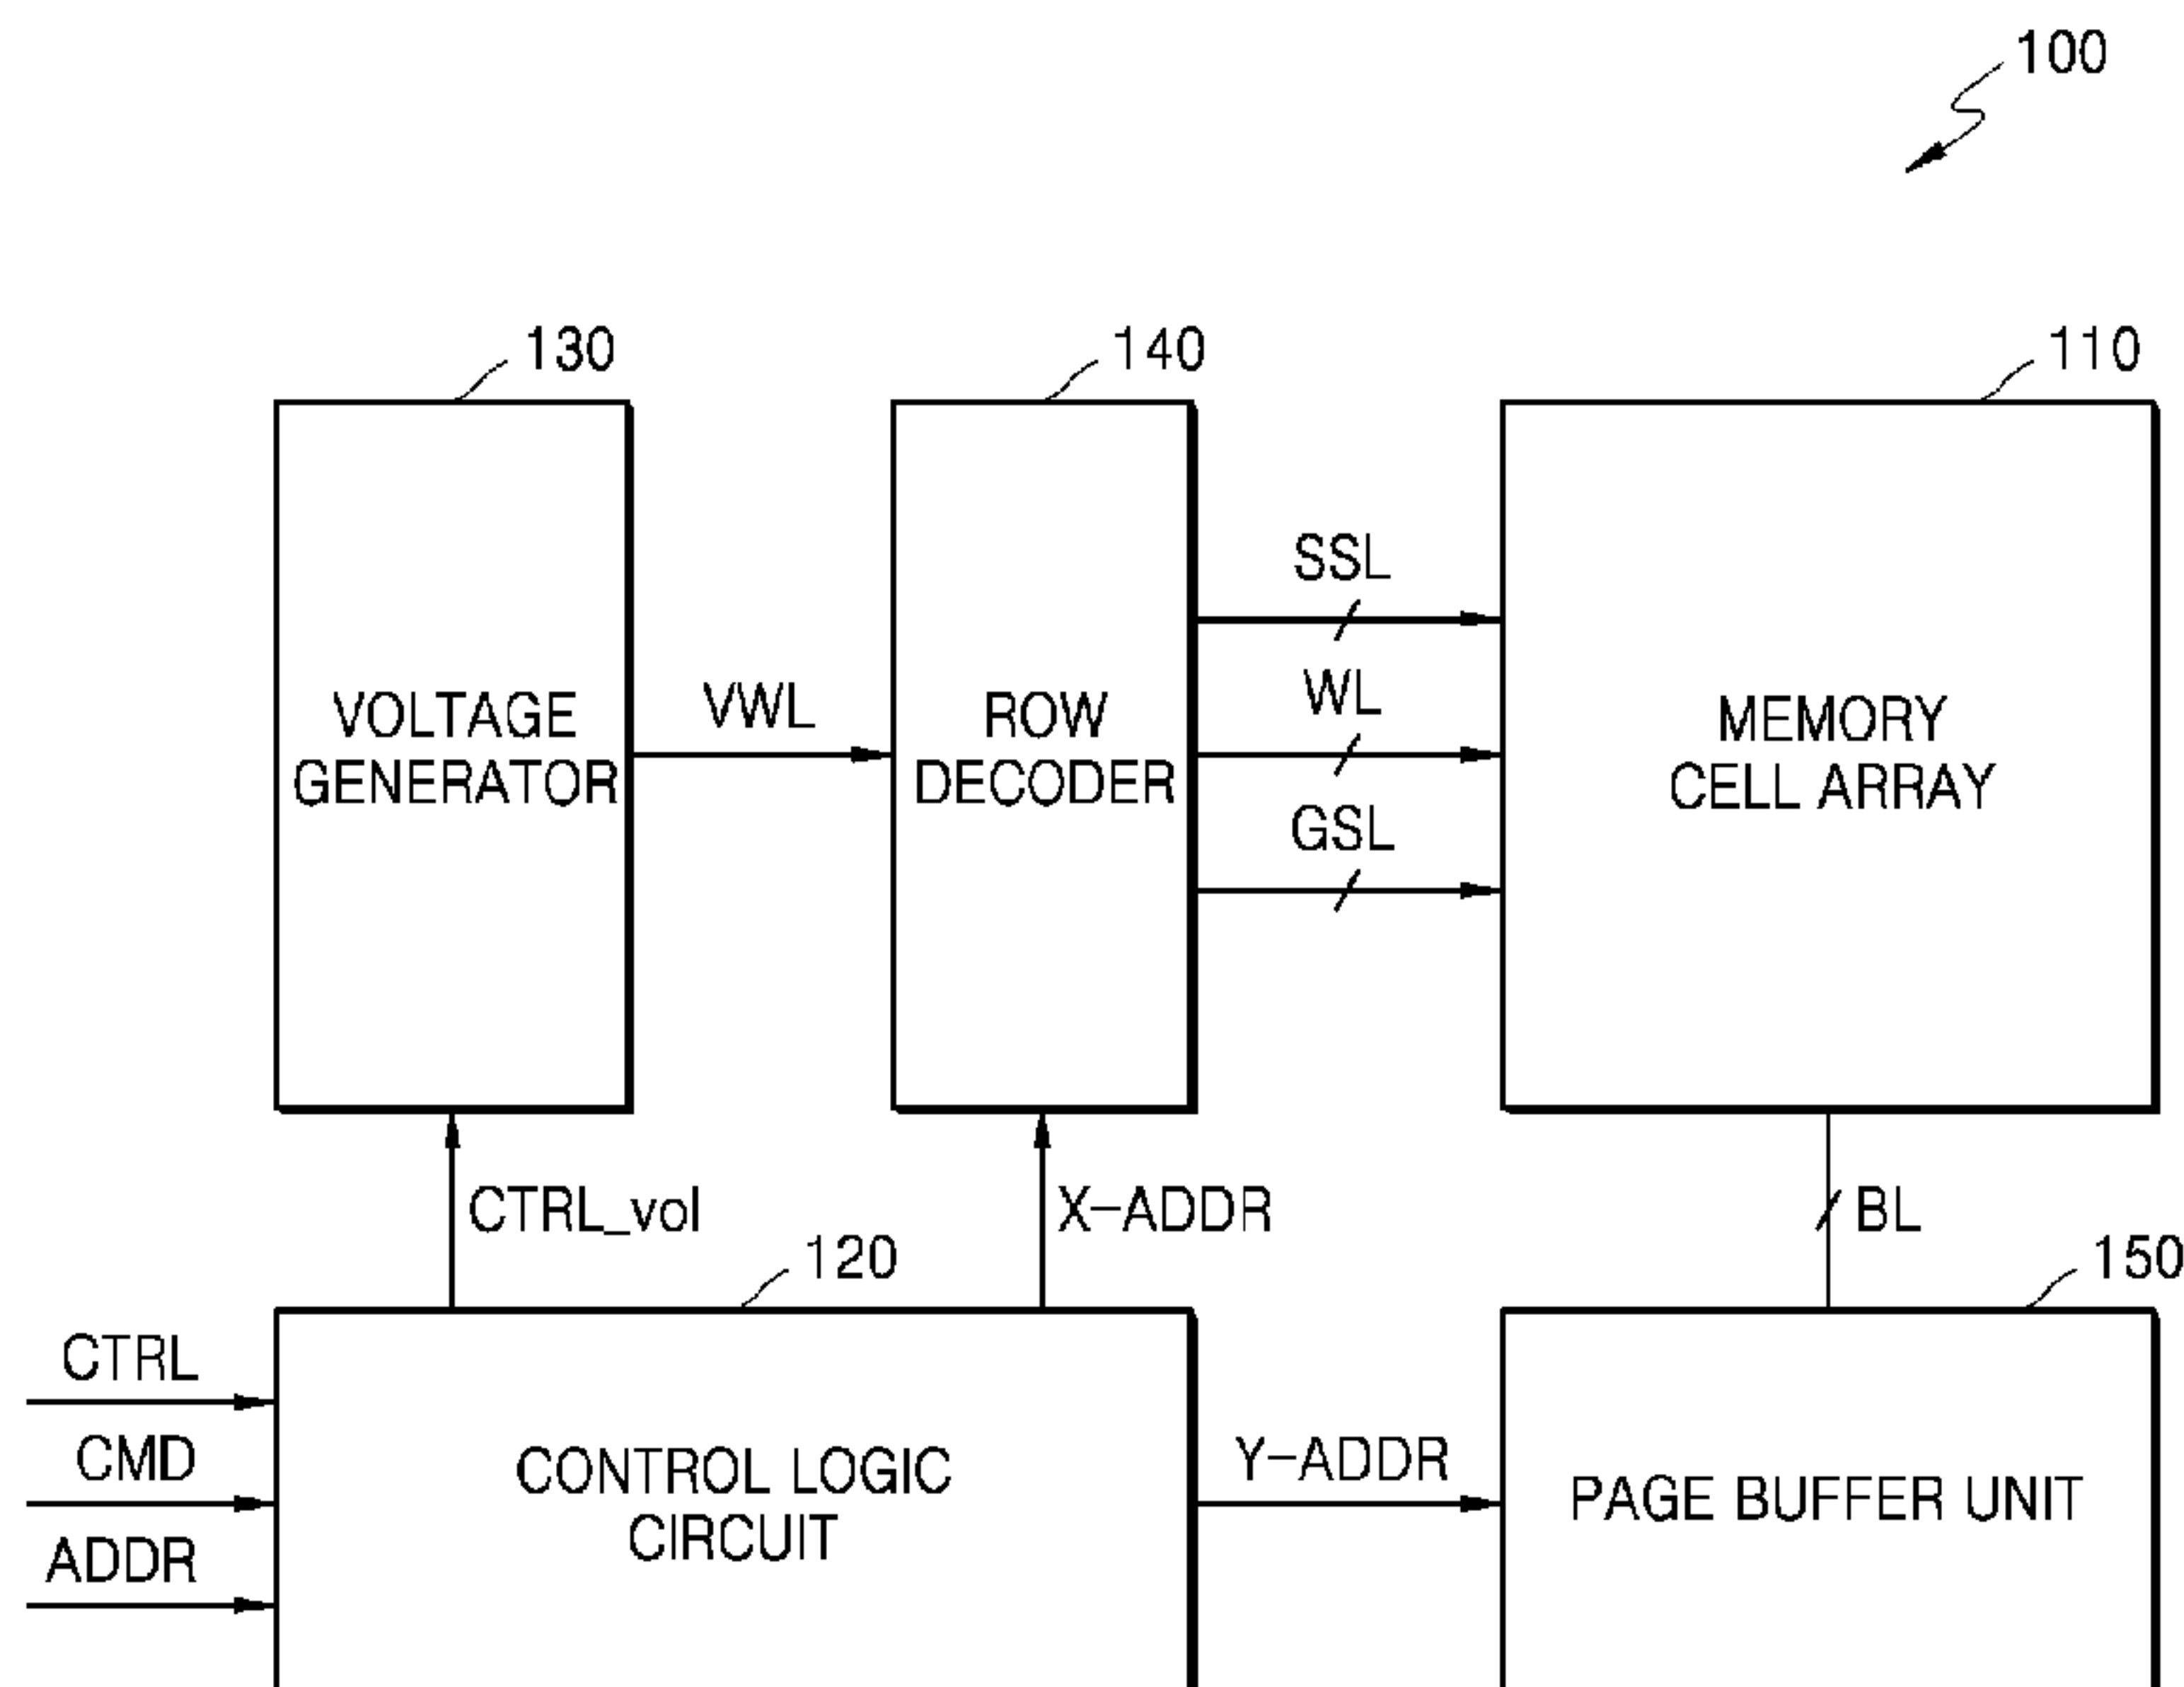 100
130
140
110
SSL
VOLTAGE
GENERATOR
VWL
ROW
DECODER
WL
GSL
MEMORY
CELL ARRAY
CTRL_vol
X-ADDR
BL
120
150
CTRL
CMD
ADDR
CONTROL LOGIC
CIRCUIT
Y-ADDR
PAGE BUFFER UNIT